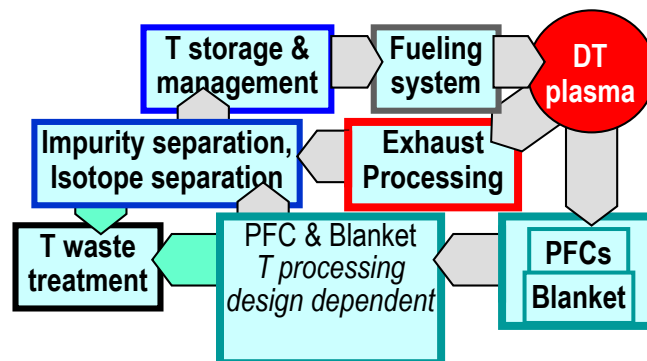 T storage &
management
Fueling
system
DT
plasma
Impurity separation,
Isotope separation
Exhaust
Processing
T waste
treatment
PFC & Blanket
T processing
design dependent
PFCs
Blanket